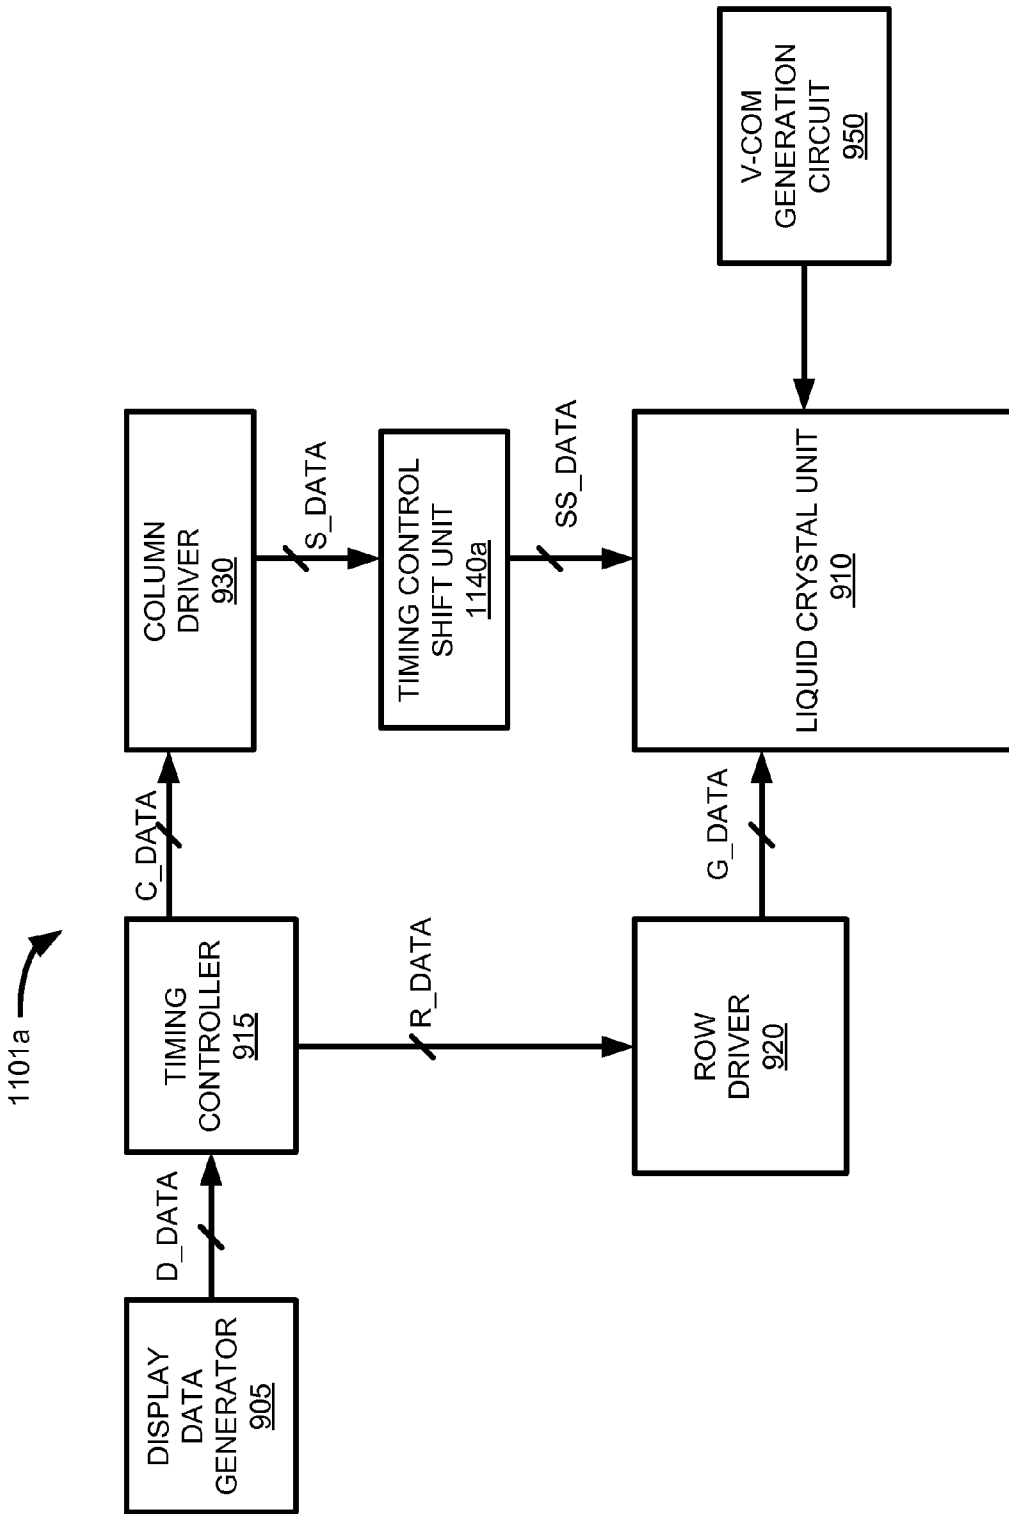 1101a
DISPLAY
DATA
GENERATOR
905
D_DATA
TIMING
CONTROLLER
915
C_DATA
COLUMN
DRIVER
930
S_DATA
R_DATA
TIMING CONTROL
SHIFT UNIT
1140a
SS_DATA
ROW
DRIVER
920
G_DATA
LIQUID CRYSTAL UNIT
910
V-COM
GENERATION
CIRCUIT
950